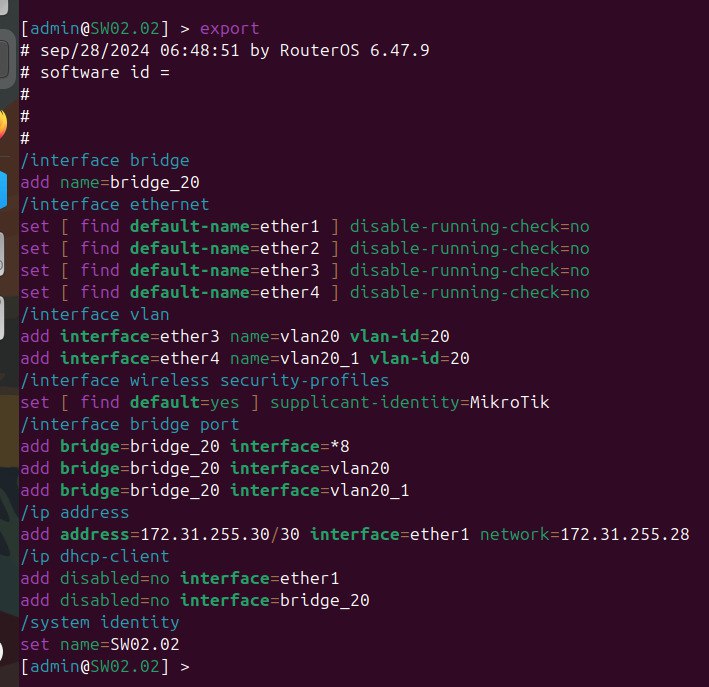 [admin@SW02.02] > export
# sep/28/2024 06:48:51 by RouterOS 6.47.9
# software id =
#
#
#
/interface bridge
add name=bridge_20
/interface ethernet
set [ find default-name=ether1 ] disable-running-check=no
set [ find default-name=ether2 ] disable-running-check=no
set [ find default-name=ether3 ] disable-running-check=no
set [ find default-name=ether4 ] disable-running-check=no
/interface vlan
add interface=ether3 name=vlan20 vlan-id=20
add interface=ether4 name=vlan20_1 vlan-id=20
/interface wireless security-profiles
set [ find default=yes ] supplicant-identity=MikroTik
/interface bridge port
add bridge=bridge_20 interface=*8
add bridge=bridge_20 interface=vlan20
add bridge=bridge_20 interface=vlan20_1
/ip address
add address=172.31.255.30/30 interface=ether1 network=172.31.255.28
/ip dhcp-client
add disabled=no interface=ether1
add disabled=no interface=bridge_20
/system identity
set name=SW02.02
[admin@SW02.02] >